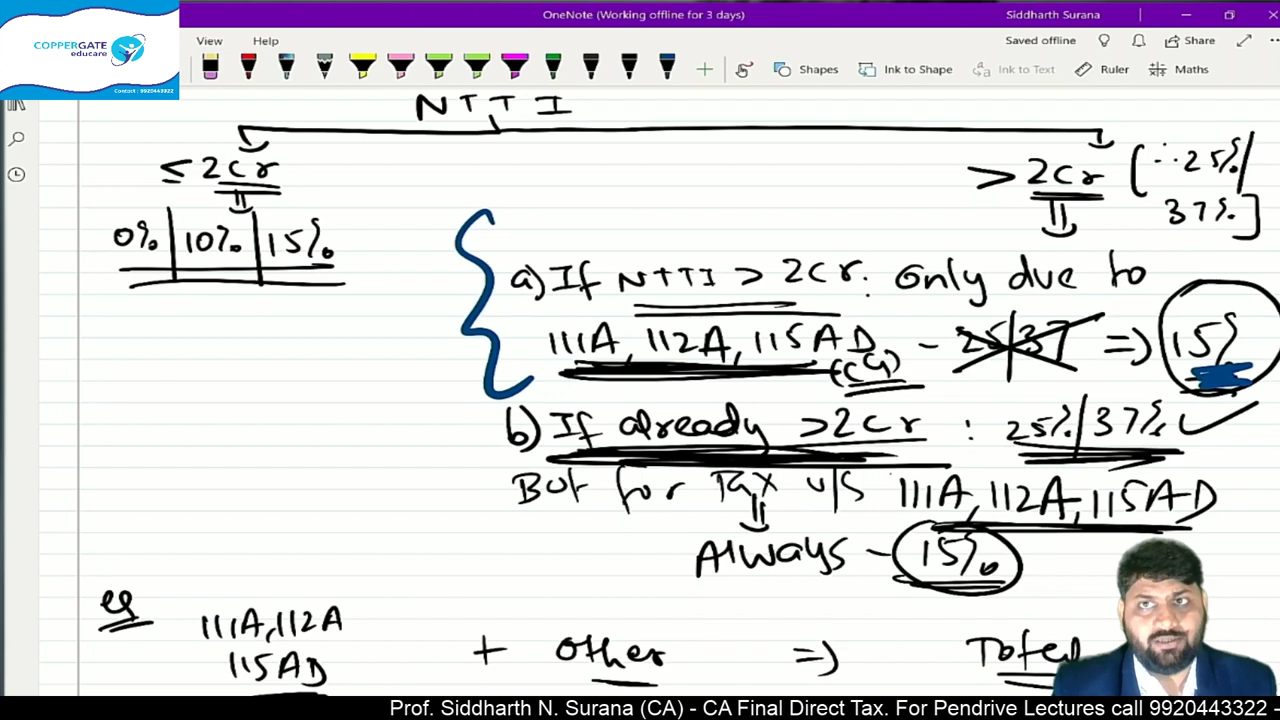 OneNote (Working offline for 3 days)
Siddharth Surana
COPPERGATE
educare
Contact : 9920443322
View Help
Saved offline
Share
Shapes
Ink to Shape
Ink to Text
Ruler
Maths
NTTI
≤ 2Cr
> 2Cr [∴ 25%/
37%]
0% | 10% | 15%
a) If NTTI > 2Cr. Only due to
111A, 112A, 115AD - 25/37 => 15%
(CG)
b) If already >2Cr : 25%/37%. ✓
But for Tax u/s 111A, 112A, 115AD
Always - 15%
eg
111A, 112A
115AD
+ Other => Total
Prof. Siddharth N. Surana (CA) - CA Final Direct Tax. For Pendrive Lectures call 9920443322 -